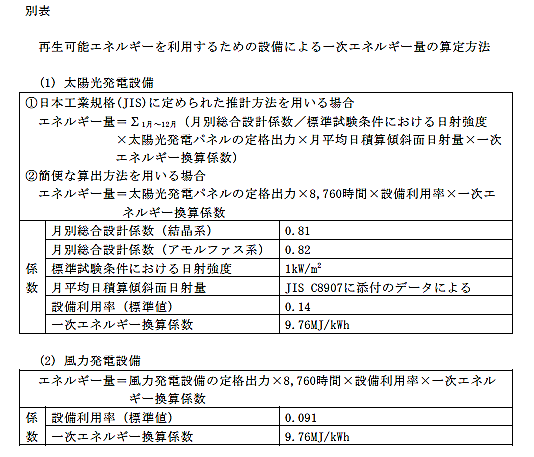 別表
再生可能エネルギーを利用するための設備による一次エネルギー量の算定方法
(1) 太陽光発電設備
①日本工業規格(JIS)に定められた推計方法を用いる場合
エネルギー量＝Σ1月～12月（月別総合設計係数／標準試験条件における日射強度
×太陽光発電パネルの定格出力×月平均日積算傾斜面日射量×一次
エネルギー換算係数）
②簡便な算出方法を用いる場合
エネルギー量＝太陽光発電パネルの定格出力×8,760時間×設備利用率×一次エ
ネルギー換算係数
係数
月別総合設計係数（結晶系） 0.81
月別総合設計係数（アモルファス系） 0.82
標準試験条件における日射強度 1kW/m²
月平均日積算傾斜面日射量 JIS C8907に添付のデータによる
設備利用率（標準値） 0.14
一次エネルギー換算係数 9.76MJ/kWh
(2) 風力発電設備
エネルギー量＝風力発電設備の定格出力×8,760時間×設備利用率×一次エネル
ギー換算係数
係数
設備利用率（標準値） 0.091
一次エネルギー換算係数 9.76MJ/kWh